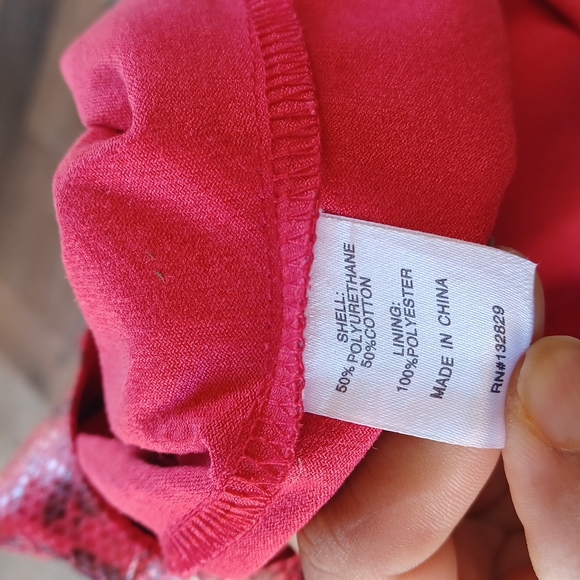 SHELL:
50% POLYURETHANE
50%COTTON
LINING:
100%POLYESTER
MADE IN CHINA
RN#132829